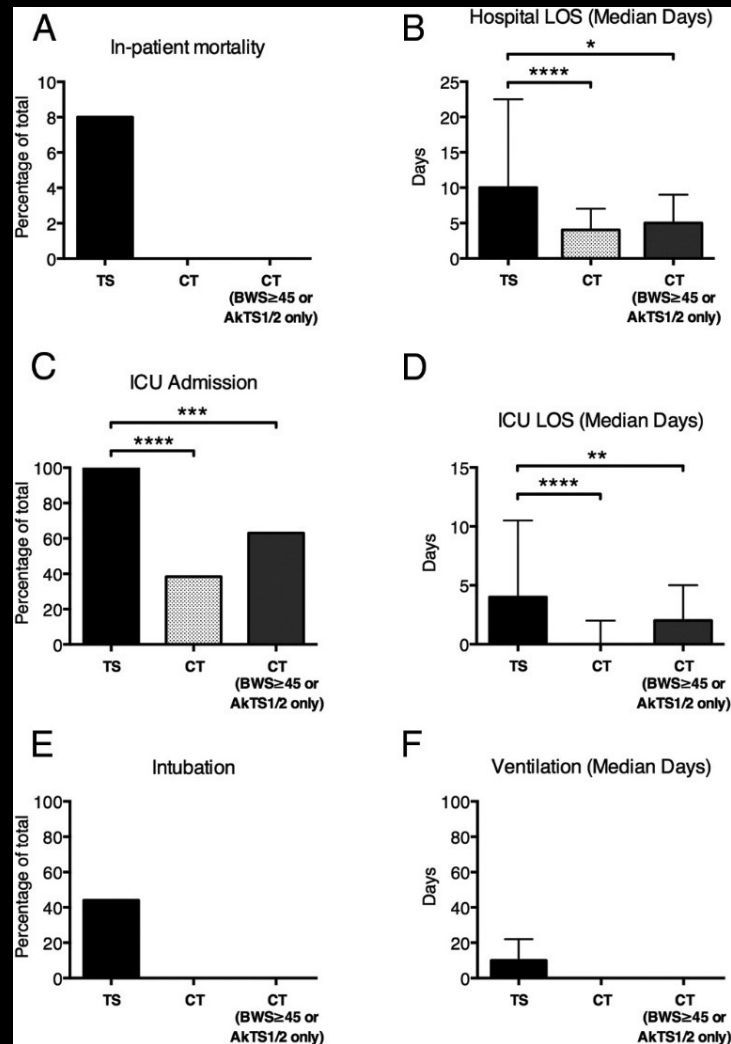 A
In-patient mortality
Percentage of total
10
8
6
4
2
0
TS
CT
CT
(BWS≥45 or
AkTS1/2 only)
B
Hospital LOS (Median Days)
*
****
Days
25
20
15
10
5
0
TS
CT
CT
(BWS≥45 or
AkTS1/2 only)
C
ICU Admission
***
****
Percentage of total
100
80
60
40
20
0
TS
CT
CT
(BWS≥45 or
AkTS1/2 only)
D
ICU LOS (Median Days)
**
****
Days
15
10
5
0
TS
CT
CT
(BWS≥45 or
AkTS1/2 only)
E
Intubation
Percentage of total
100
80
60
40
20
0
TS
CT
CT
(BWS≥45 or
AkTS1/2 only)
F
Ventilation (Median Days)
Days
100
80
60
40
20
0
TS
CT
CT
(BWS≥45 or
AkTS1/2 only)